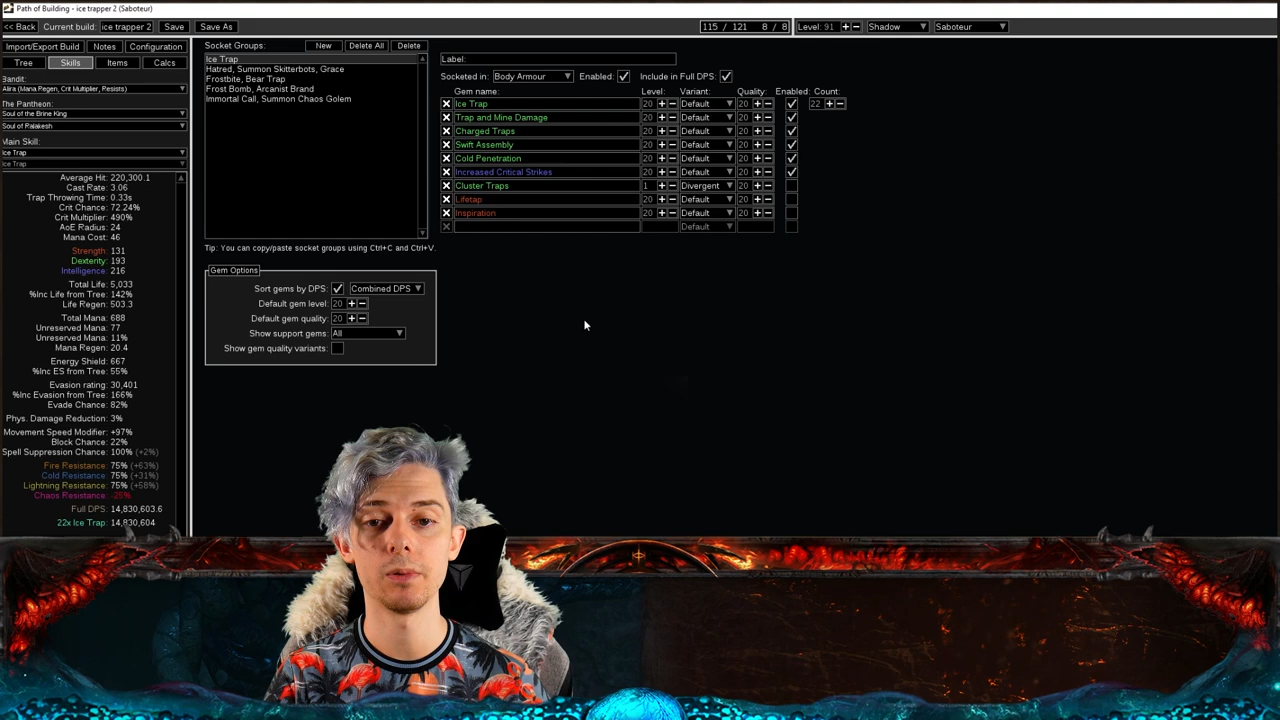 Path of Building - ice trapper 2 (Saboteur)
<< Back Current build: ice trapper 2 Save Save As 115 / 121 8 / 8 Level: 91 Shadow Saboteur
Import/Export Build Notes Configuration
Tree Skills Items Calcs
Bandit:
Alira (Mana Regen, Crit Multiplier, Resists)
The Pantheon:
Soul of the Brine King
Soul of Ralakesh
Main Skill:
Ice Trap
Ice Trap
Average Hit: 220,300.1
Cast Rate: 3.06
Trap Throwing Time: 0.33s
Crit Chance: 72.24%
Crit Multiplier: 490%
AoE Radius: 24
Mana Cost: 46
Strength: 131
Dexterity: 193
Intelligence: 216
Total Life: 5,033
%Inc Life from Tree: 142%
Life Regen: 503.3
Total Mana: 688
Unreserved Mana: 77
Unreserved Mana: 11%
Mana Regen: 20.4
Energy Shield: 667
%Inc ES from Tree: 55%
Evasion rating: 30,401
%Inc Evasion from Tree: 166%
Evade Chance: 82%
Phys. Damage Reduction: 3%
Movement Speed Modifier: +97%
Block Chance: 22%
Spell Suppression Chance: 100% (+2%)
Fire Resistance: 75% (+63%)
Cold Resistance: 75% (+31%)
Lightning Resistance: 75% (+58%)
Chaos Resistance: -25%
Full DPS: 14,830,603.6
22x Ice Trap: 14,830,604
Socket Groups: New Delete All Delete
Ice Trap
Hatred, Summon Skitterbots, Grace
Frostbite, Bear Trap
Frost Bomb, Arcanist Brand
Immortal Call, Summon Chaos Golem
Tip: You can copy/paste socket groups using Ctrl+C and Ctrl+V.
Gem Options
Sort gems by DPS: Combined DPS
Default gem level: 20
Default gem quality: 20
Show support gems: All
Show gem quality variants:
Label:
Socketed in: Body Armour Enabled: Include in Full DPS:
Gem name: Level: Variant: Quality: Enabled: Count:
Ice Trap 20 Default 20 22
Trap and Mine Damage 20 Default 20
Charged Traps 20 Default 20
Swift Assembly 20 Default 20
Cold Penetration 20 Default 20
Increased Critical Strikes 20 Default 20
Cluster Traps 1 Divergent 20
Lifetap 20 Default 20
Inspiration 20 Default 20
Default